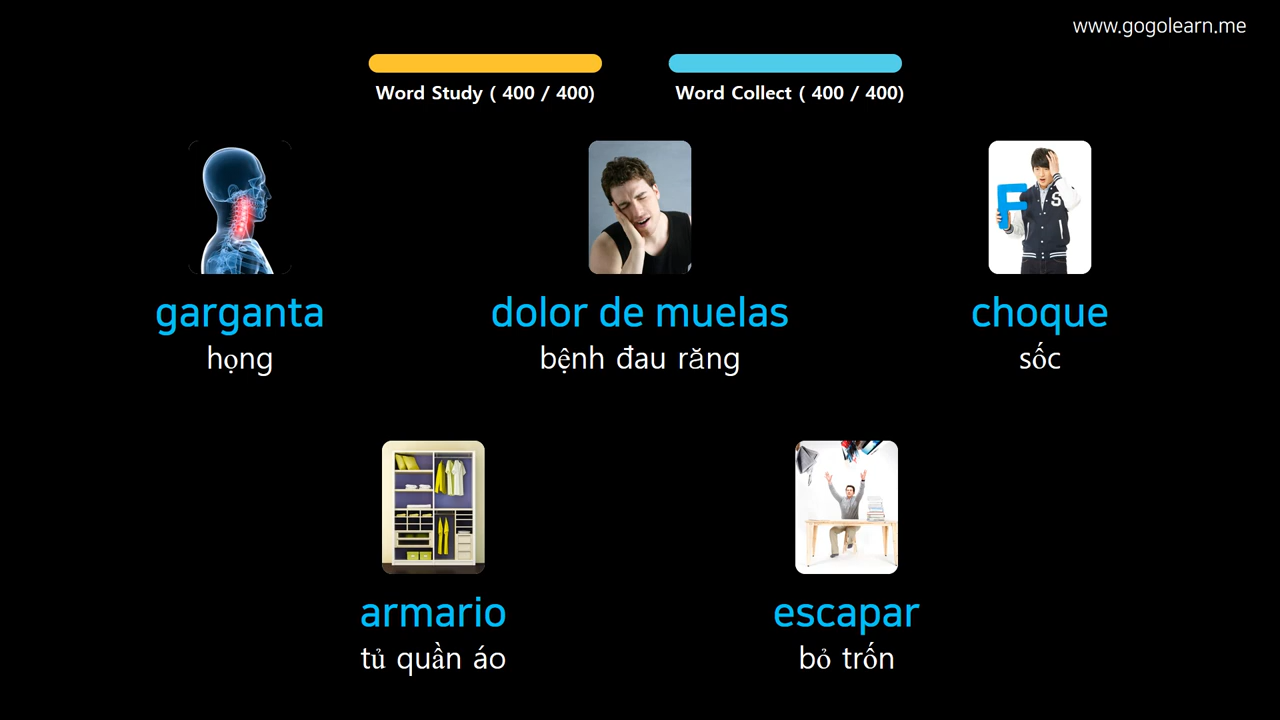 www.gogolearn.me
Word Study ( 400 / 400)
Word Collect ( 400 / 400)
garganta
họng
dolor de muelas
bệnh đau răng
choque
sốc
armario
tủ quần áo
escapar
bỏ trốn
F
S